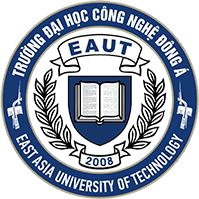 TRƯỜNG ĐẠI HỌC CÔNG NGHỆ ĐÔNG Á
EAUT
2008
EAST ASIA UNIVERSITY OF TECHNOLOGY